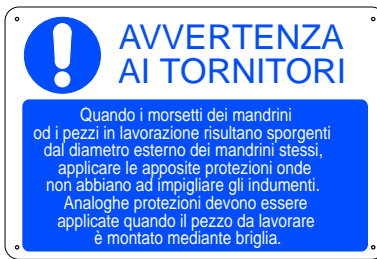 AVVERTENZA
AI TORNITORI
Quando i morsetti dei mandrini
od i pezzi in lavorazione risultano sporgenti
dal diametro esterno dei mandrini stessi,
applicare le apposite protezioni onde
non abbiano ad impigliare gli indumenti.
Analoghe protezioni devono essere
applicate quando il pezzo da lavorare
è montato mediante briglia.